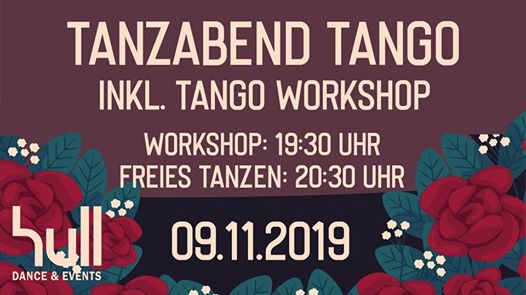 TANZABEND TANGO
INKL. TANGO WORKSHOP
WORKSHOP: 19:30 UHR
FREIES TANZEN: 20:30 UHR
09.11.2019
hull
DANCE & EVENTS